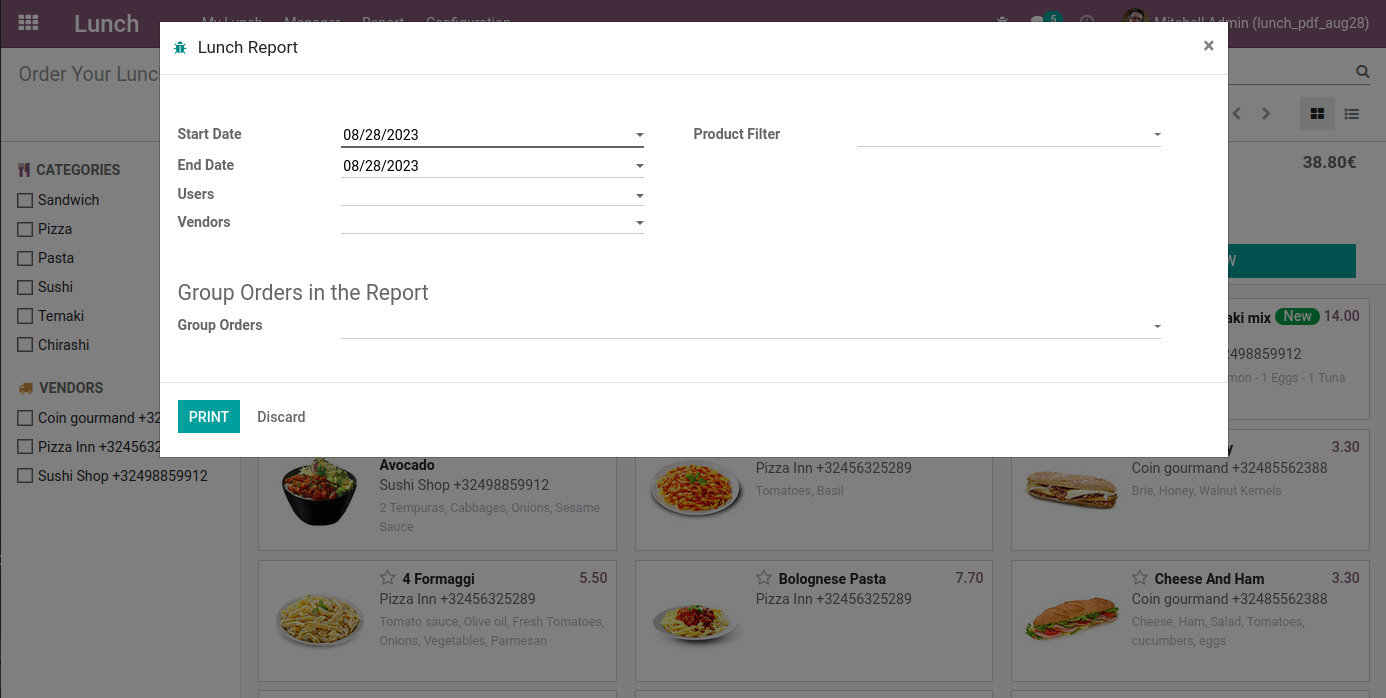 Lunch
My Lunch Manager Report Configuration
5
Mitchell Admin (lunch_pdf_aug28)
Order Your Lunc
Lunch Report
×
Start Date 08/28/2023
Product Filter
End Date 08/28/2023
Users
Vendors
Group Orders in the Report
Group Orders
PRINT Discard
CATEGORIES
Sandwich
Pizza
Pasta
Sushi
Temaki
Chirashi
VENDORS
Coin gourmand +32
Pizza Inn +3245632
Sushi Shop +32498859912
38.80€
W
aki mix New 14.00
2498859912
mon - 1 Eggs - 1 Tuna
Avocado
Sushi Shop +32498859912
2 Tempuras, Cabbages, Onions, Sesame
Sauce
Pizza Inn +32456325289
Tomatoes, Basil
y 3.30
Coin gourmand +32485562388
Brie, Honey, Walnut Kernels
4 Formaggi 5.50
Pizza Inn +32456325289
Tomato sauce, Olive oil, Fresh Tomatoes,
Onions, Vegetables, Parmesan
Bolognese Pasta 7.70
Pizza Inn +32456325289
Cheese And Ham 3.30
Coin gourmand +32485562388
Cheese, Ham, Salad, Tomatoes,
cucumbers, eggs